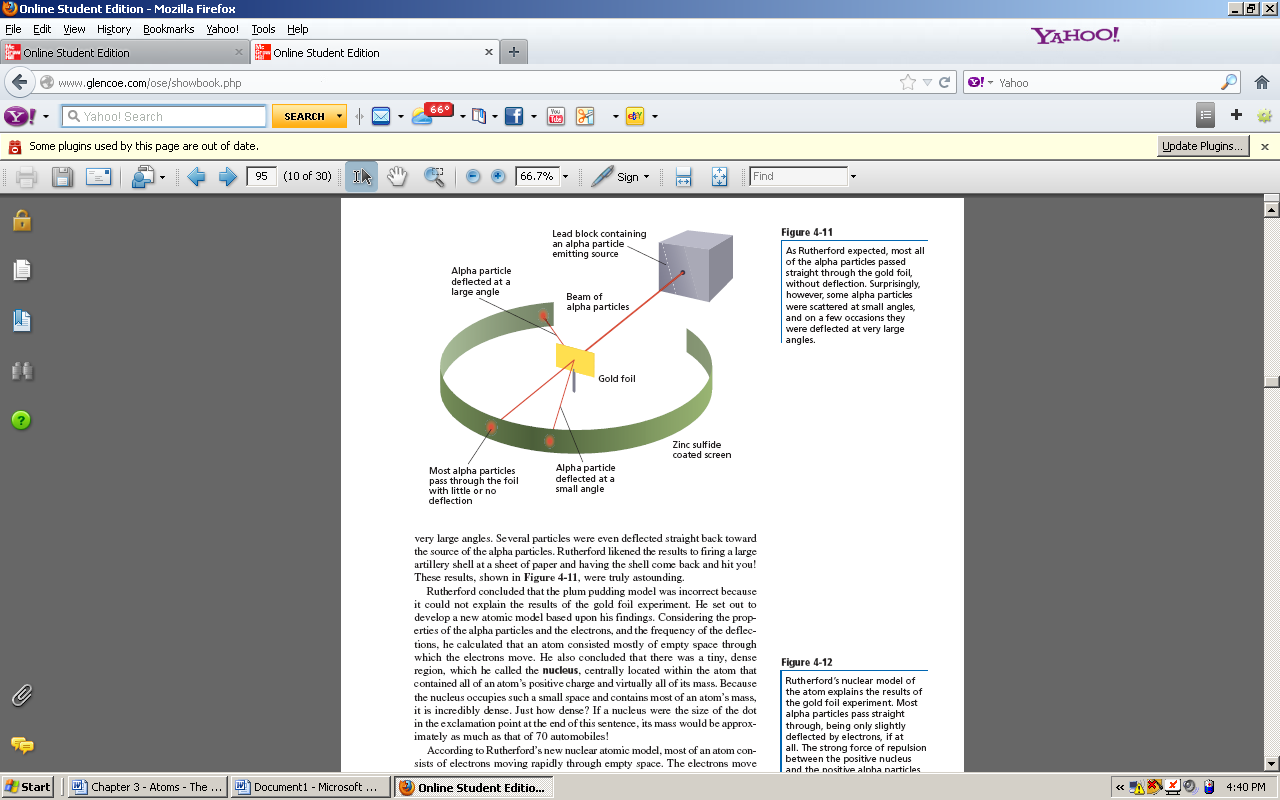 Online Student Edition - Mozilla Firefox
File Edit View History Bookmarks Yahoo! Tools Help
Online Student Edition
Online Student Edition
YAHOO!
www.glencoe.com/ose/showbook.php
Yahoo
Y!
Yahoo! Search
SEARCH
66°
You Tube
ebY
Some plugins used by this page are out of date.
Update Plugins...
95 (10 of 30)
66.7%
Sign
Find
Lead block containing
an alpha particle
emitting source
Alpha particle
deflected at a
large angle
Beam of
alpha particles
Gold foil
Zinc sulfide
coated screen
Most alpha particles
pass through the foil
with little or no
deflection
Alpha particle
deflected at a
small angle
Figure 4-11
As Rutherford expected, most all
of the alpha particles passed
straight through the gold foil,
without deflection. Surprisingly,
however, some alpha particles
were scattered at small angles,
and on a few occasions they
were deflected at very large
angles.
very large angles. Several particles were even deflected straight back toward
the source of the alpha particles. Rutherford likened the results to firing a large
artillery shell at a sheet of paper and having the shell come back and hit you!
These results, shown in Figure 4-11, were truly astounding.
Rutherford concluded that the plum pudding model was incorrect because
it could not explain the results of the gold foil experiment. He set out to
develop a new atomic model based upon his findings. Considering the prop-
erties of the alpha particles and the electrons, and the frequency of the deflec-
tions, he calculated that an atom consisted mostly of empty space through
which the electrons move. He also concluded that there was a tiny, dense
region, which he called the nucleus, centrally located within the atom that
contained all of an atom's positive charge and virtually all of its mass. Because
the nucleus occupies such a small space and contains most of an atom's mass,
it is incredibly dense. Just how dense? If a nucleus were the size of the dot
in the exclamation point at the end of this sentence, its mass would be approx-
imately as much as that of 70 automobiles!
According to Rutherford's new nuclear atomic model, most of an atom con-
sists of electrons moving rapidly through empty space. The electrons move
Figure 4-12
Rutherford's nuclear model of
the atom explains the results of
the gold foil experiment. Most
alpha particles pass straight
through, being only slightly
deflected by electrons, if at
all. The strong force of repulsion
between the positive nucleus
and the positive alpha particles
Start
Chapter 3 - Atoms - The ...
Document1 - Microsoft ...
Online Student Editio...
4:40 PM